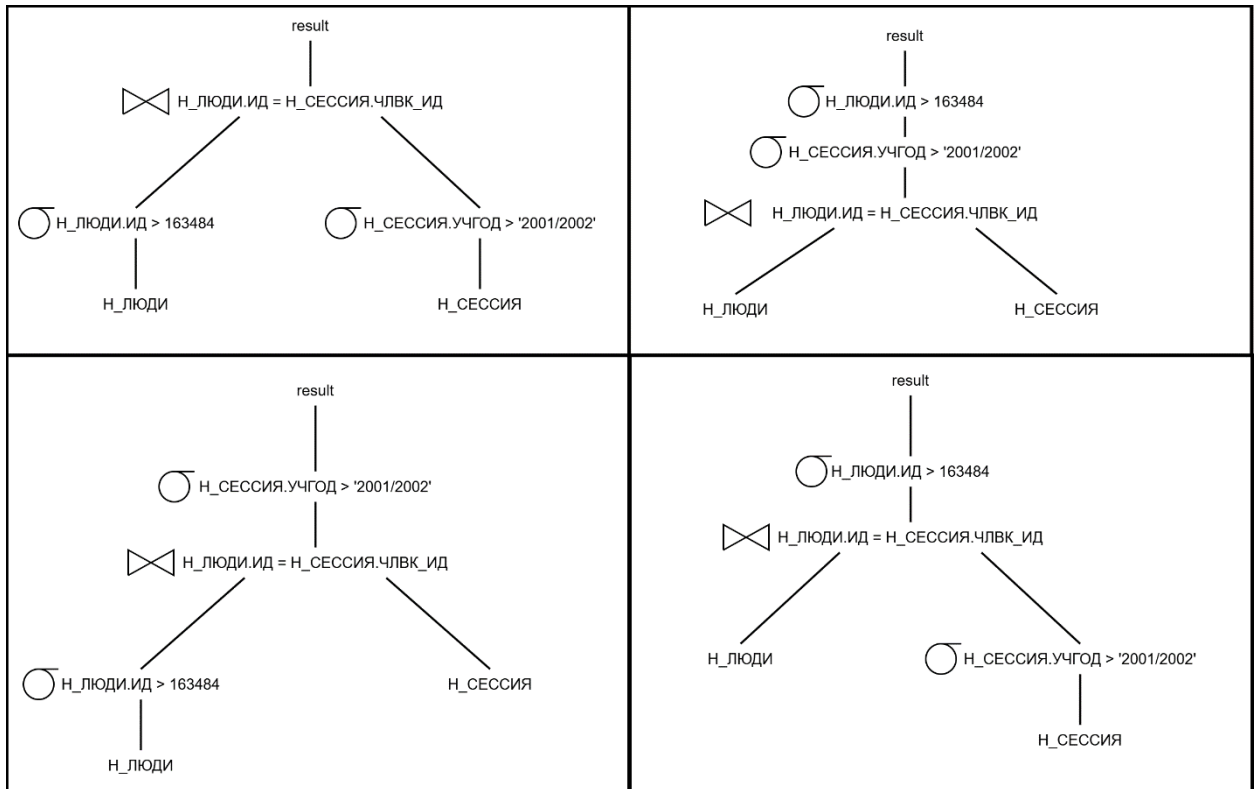 result
Н_ЛЮДИ.ИД = Н_СЕССИЯ.ЧЛВК_ИД
Н_ЛЮДИ.ИД > 163484
Н_СЕССИЯ.УЧГОД > '2001/2002'
Н_ЛЮДИ
Н_СЕССИЯ
result
Н_ЛЮДИ.ИД > 163484
Н_СЕССИЯ.УЧГОД > '2001/2002'
Н_ЛЮДИ.ИД = Н_СЕССИЯ.ЧЛВК_ИД
Н_ЛЮДИ
Н_СЕССИЯ
result
Н_СЕССИЯ.УЧГОД > '2001/2002'
Н_ЛЮДИ.ИД = Н_СЕССИЯ.ЧЛВК_ИД
Н_ЛЮДИ.ИД > 163484
Н_СЕССИЯ
Н_ЛЮДИ
result
Н_ЛЮДИ.ИД > 163484
Н_ЛЮДИ.ИД = Н_СЕССИЯ.ЧЛВК_ИД
Н_ЛЮДИ
Н_СЕССИЯ.УЧГОД > '2001/2002'
Н_СЕССИЯ